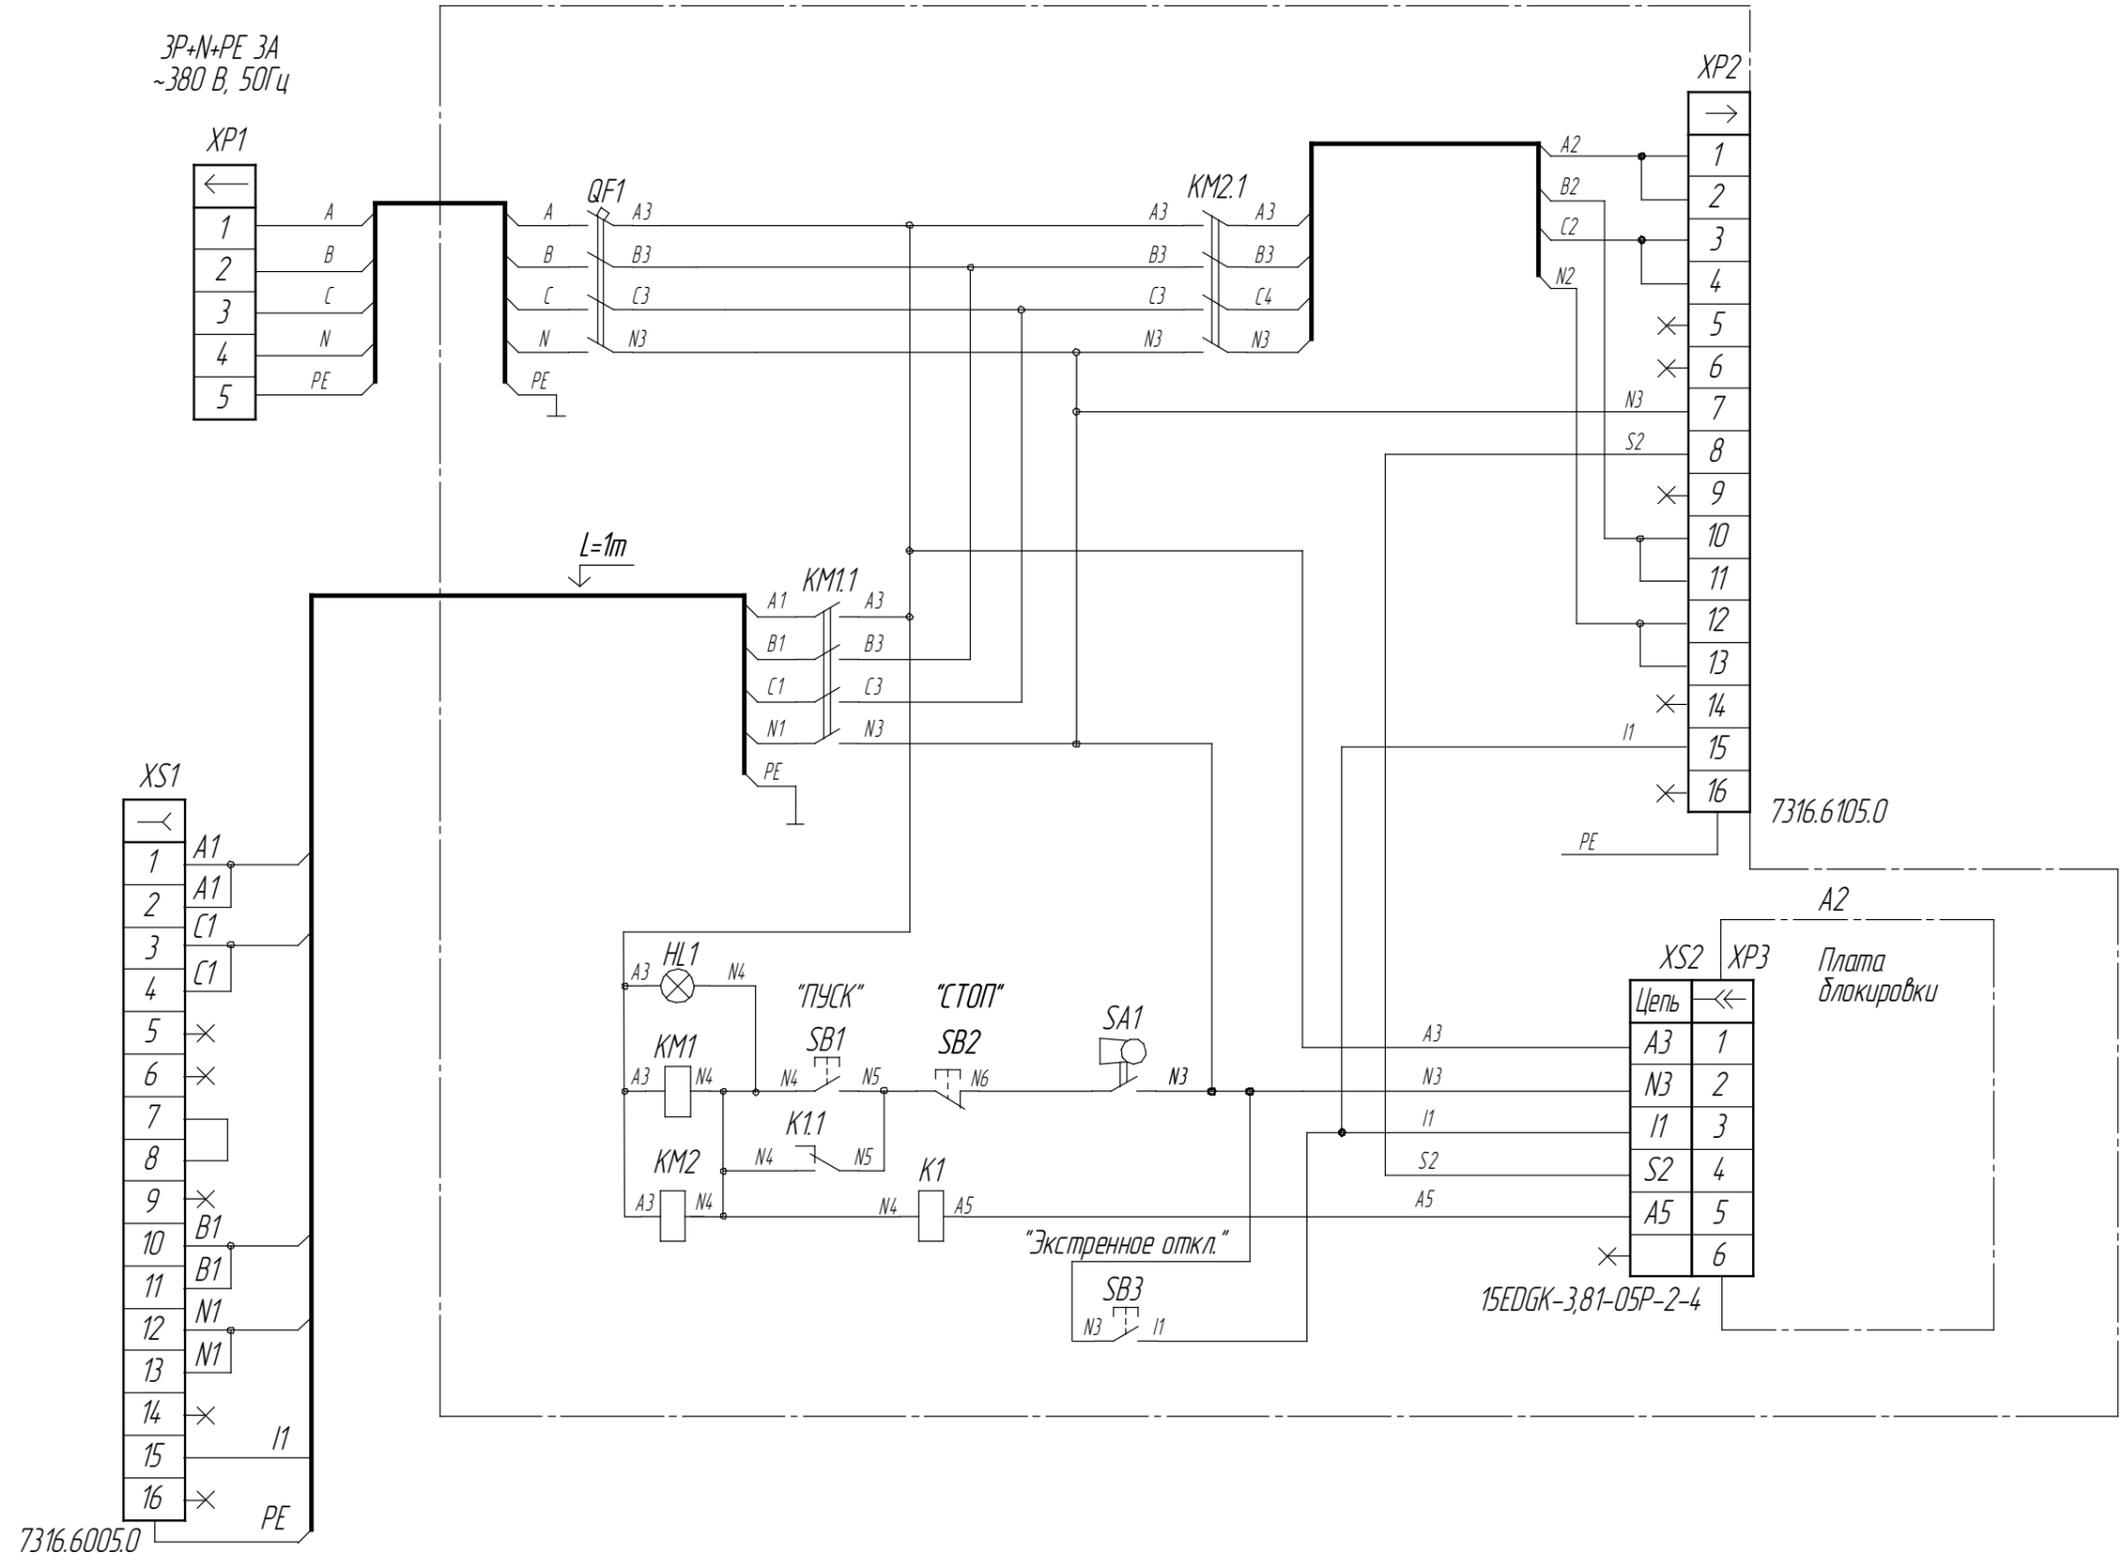 3P+N+PE 3A
~380 В, 50Гц
XP1
1
2
3
4
5
A
B
C
N
PE
A
B
C
N
PE
QF1
A3
B3
C3
N3
A3
B3
C3
N3
KM2.1
A3
B3
C4
N3
A2
B2
C2
N2
XP2
1
2
3
4
5
6
7
8
9
10
11
12
13
14
15
16
N3
S2
I1
PE
7316.6105.0
L=1m
KM1.1
A1
B1
C1
N1
PE
A3
B3
C3
N3
XS1
1
2
3
4
5
6
7
8
9
10
11
12
13
14
15
16
A1
A1
C1
C1
B1
B1
N1
N1
I1
PE
7316.6005.0
A3
HL1
N4
A3
KM1
N4
N4
"ПУСК"
SB1
N5
"СТОП"
SB2
N6
SA1
N3
N4
K1.1
N5
A3
KM2
N4
N4
K1
A5
"Экстренное откл."
SB3
N3
I1
A3
N3
I1
S2
A5
A2
Плата
блокировки
XS2 XP3
Цепь
A3 1
N3 2
I1 3
S2 4
A5 5
6
15EDGK-3,81-05P-2-4